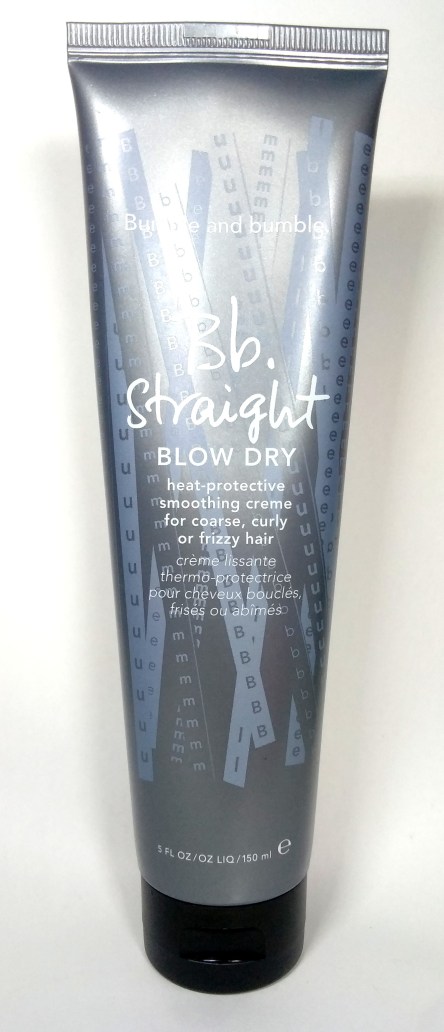 Bumble and bumble.
Bb.
Straight
BLOW DRY
heat-protective
smoothing creme
for coarse, curly
or frizzy hair
crème lissante
thermo-protectrice
pour cheveux bouclés,
frisés ou abîmés
5 FL OZ/OZ LIQ/150 ml e